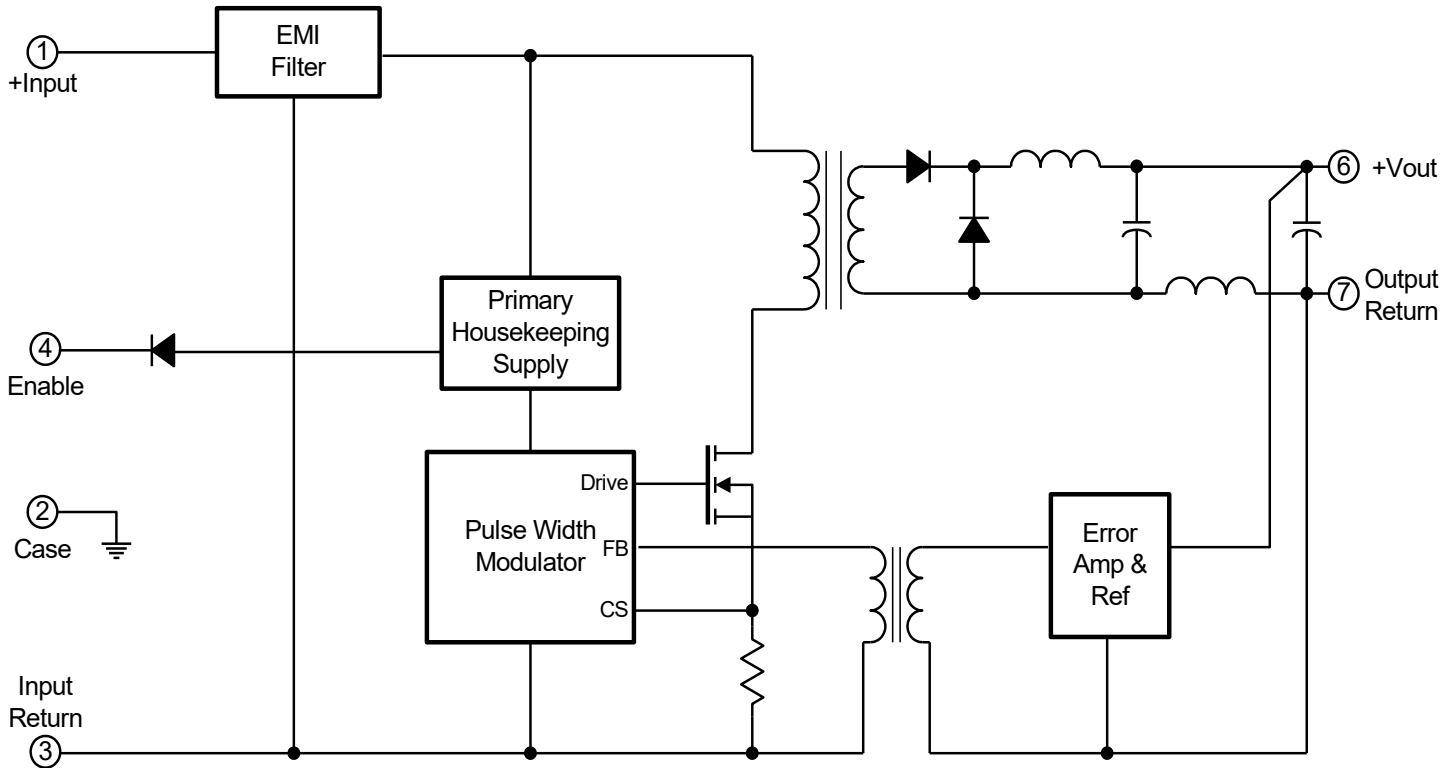 1
+Input
EMI
Filter
6
+Vout
7
Output
Return
Primary
Housekeeping
Supply
4
Enable
Drive
Pulse Width
Modulator
FB
CS
2
Case
Error
Amp &
Ref
Input
Return
3